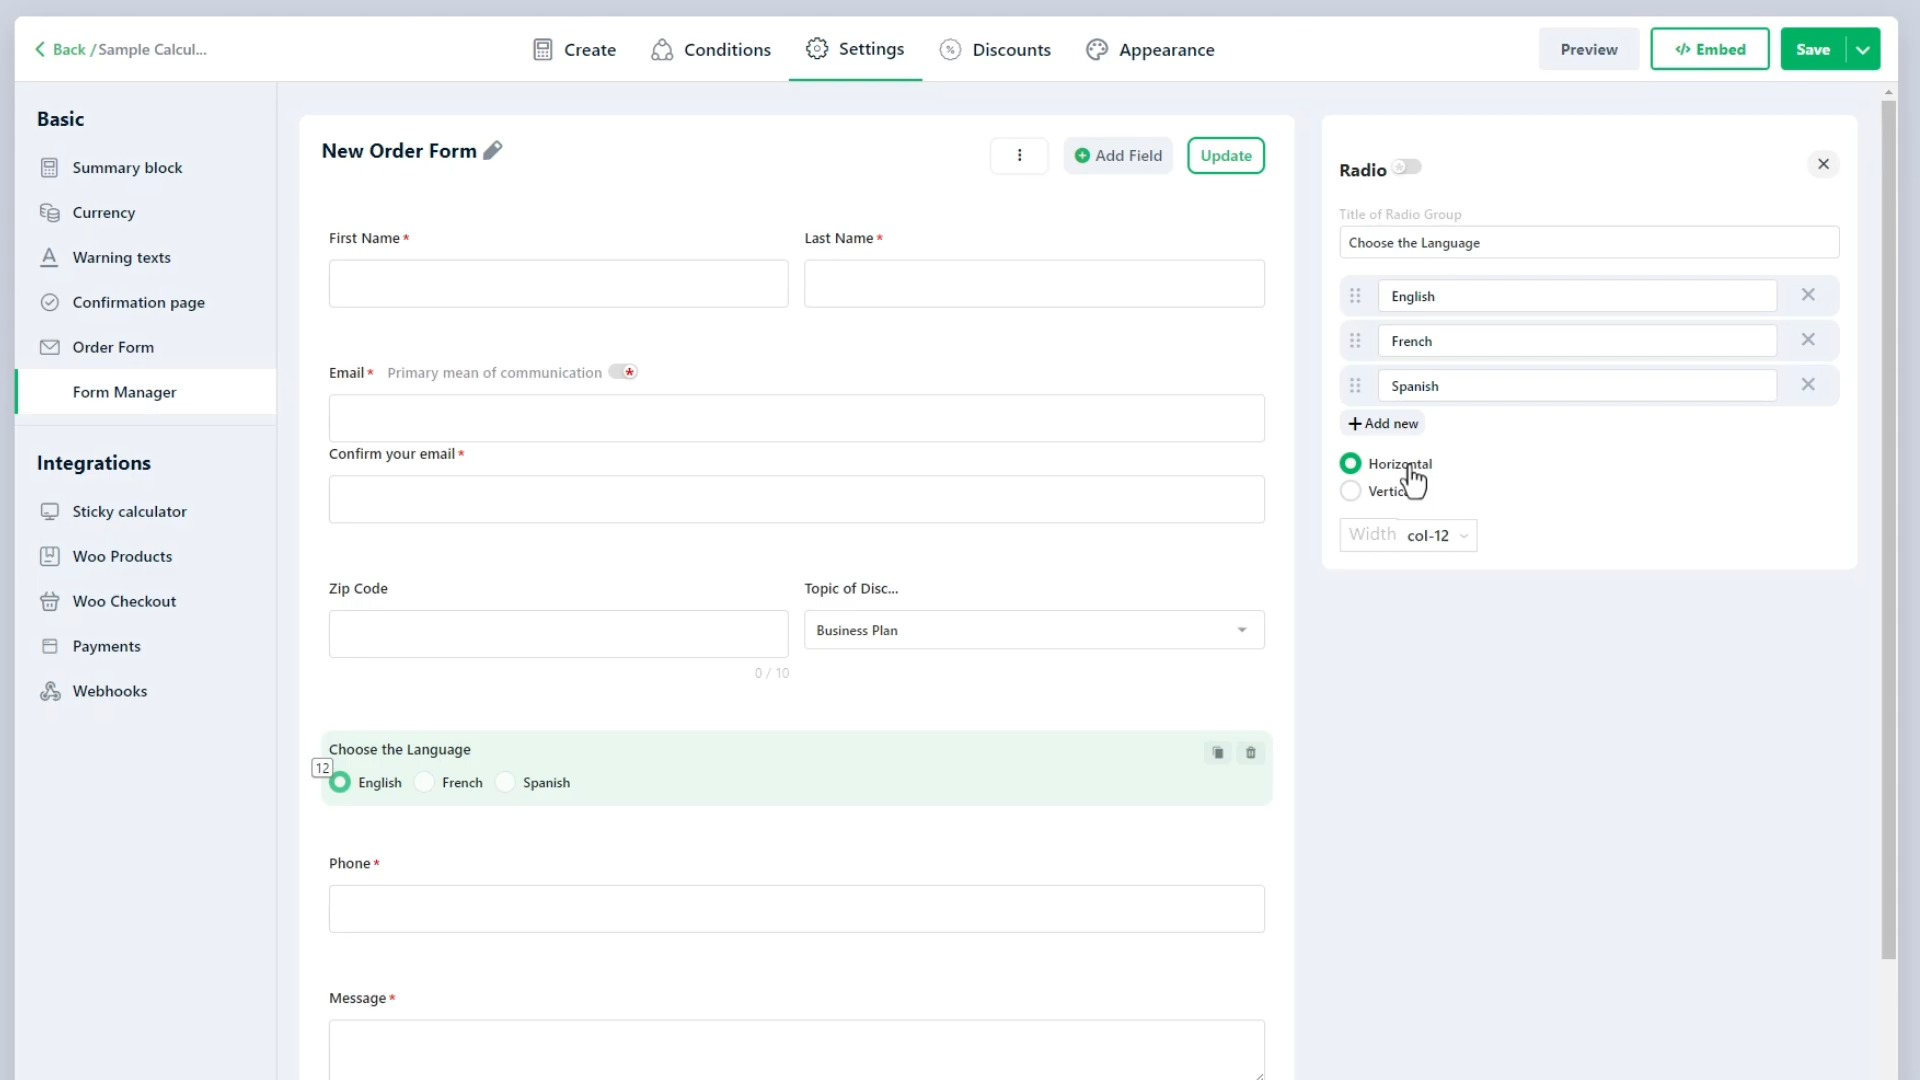 Back / Sample Calcul...
Create
Conditions
Settings
Discounts
Appearance
Preview
</> Embed
Save
Basic
Summary block
Currency
Warning texts
Confirmation page
Order Form
Form Manager
Integrations
Sticky calculator
Woo Products
Woo Checkout
Payments
Webhooks
New Order Form
Add Field
Update
First Name *
Last Name *
Email * Primary mean of communication *
Confirm your email *
Zip Code
Topic of Disc...
Business Plan
0 / 10
Choose the Language
12
English
French
Spanish
Phone *
Message *
Radio
Title of Radio Group
Choose the Language
English
French
Spanish
+ Add new
Horizontal
Width col-12